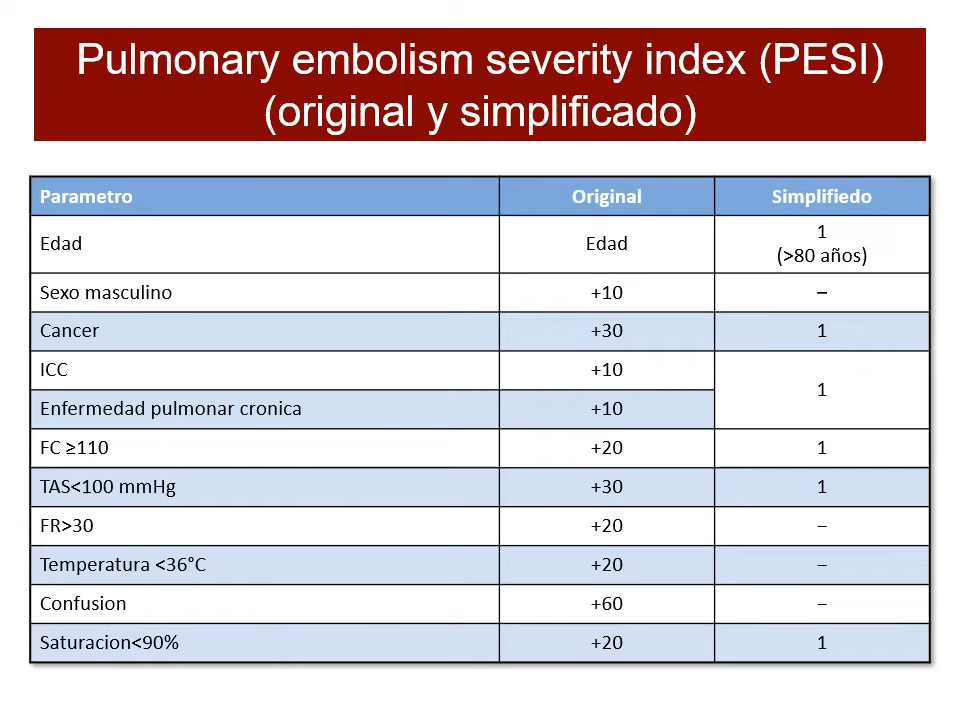 Pulmonary embolism severity index (PESI)
(original y simplificado)
Parametro Original Simplifiedo
Edad Edad 1
(>80 años)
Sexo masculino +10 –
Cancer +30 1
ICC +10 1
Enfermedad pulmonar cronica +10
FC ≥110 +20 1
TAS<100 mmHg +30 1
FR>30 +20 –
Temperatura <36°C +20 –
Confusion +60 –
Saturacion<90% +20 1